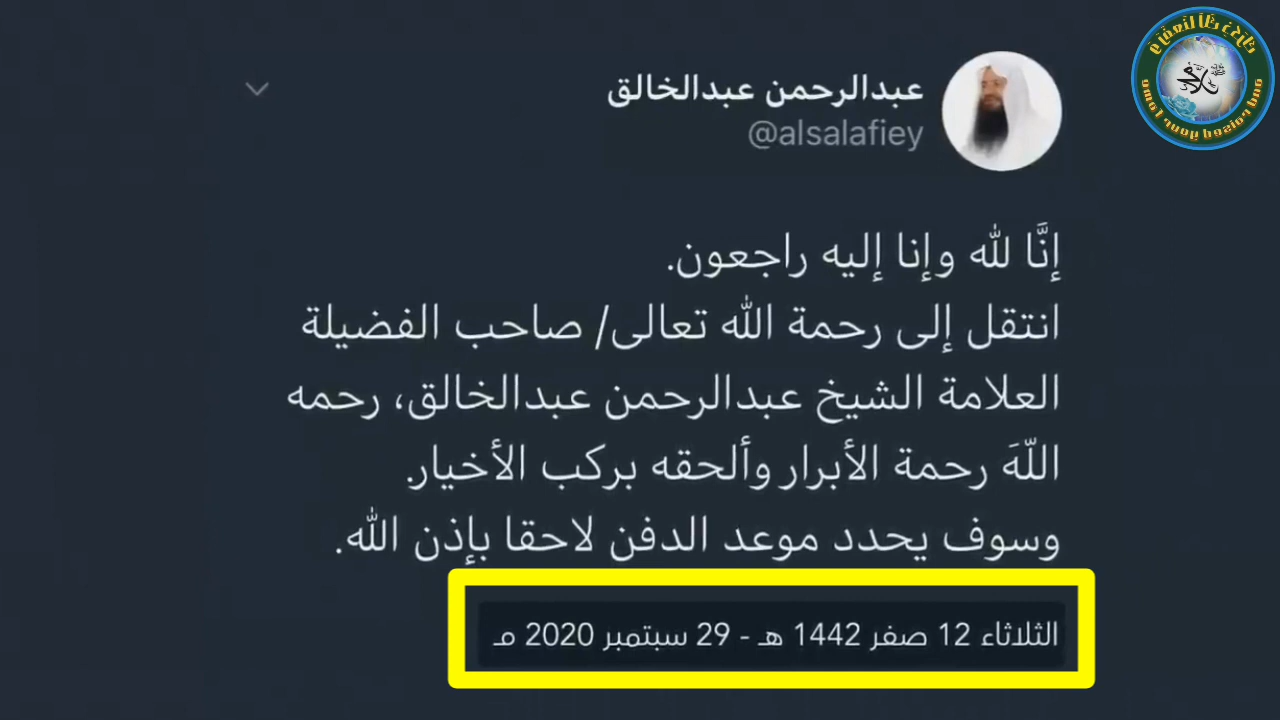 عبدالرحمن عبدالخالق
@alsalafiey
إنَّا لله وإنا إليه راجعون.
انتقل إلى رحمة الله تعالى/ صاحب الفضيلة
العلامة الشيخ عبدالرحمن عبدالخالق، رحمه
اللّهَ رحمة الأبرار وألحقه بركب الأخيار.
وسوف يحدد موعد الدفن لاحقا بإذن الله.
الثلاثاء 12 صفر 1442 هـ - 29 سبتمبر 2020 مـ